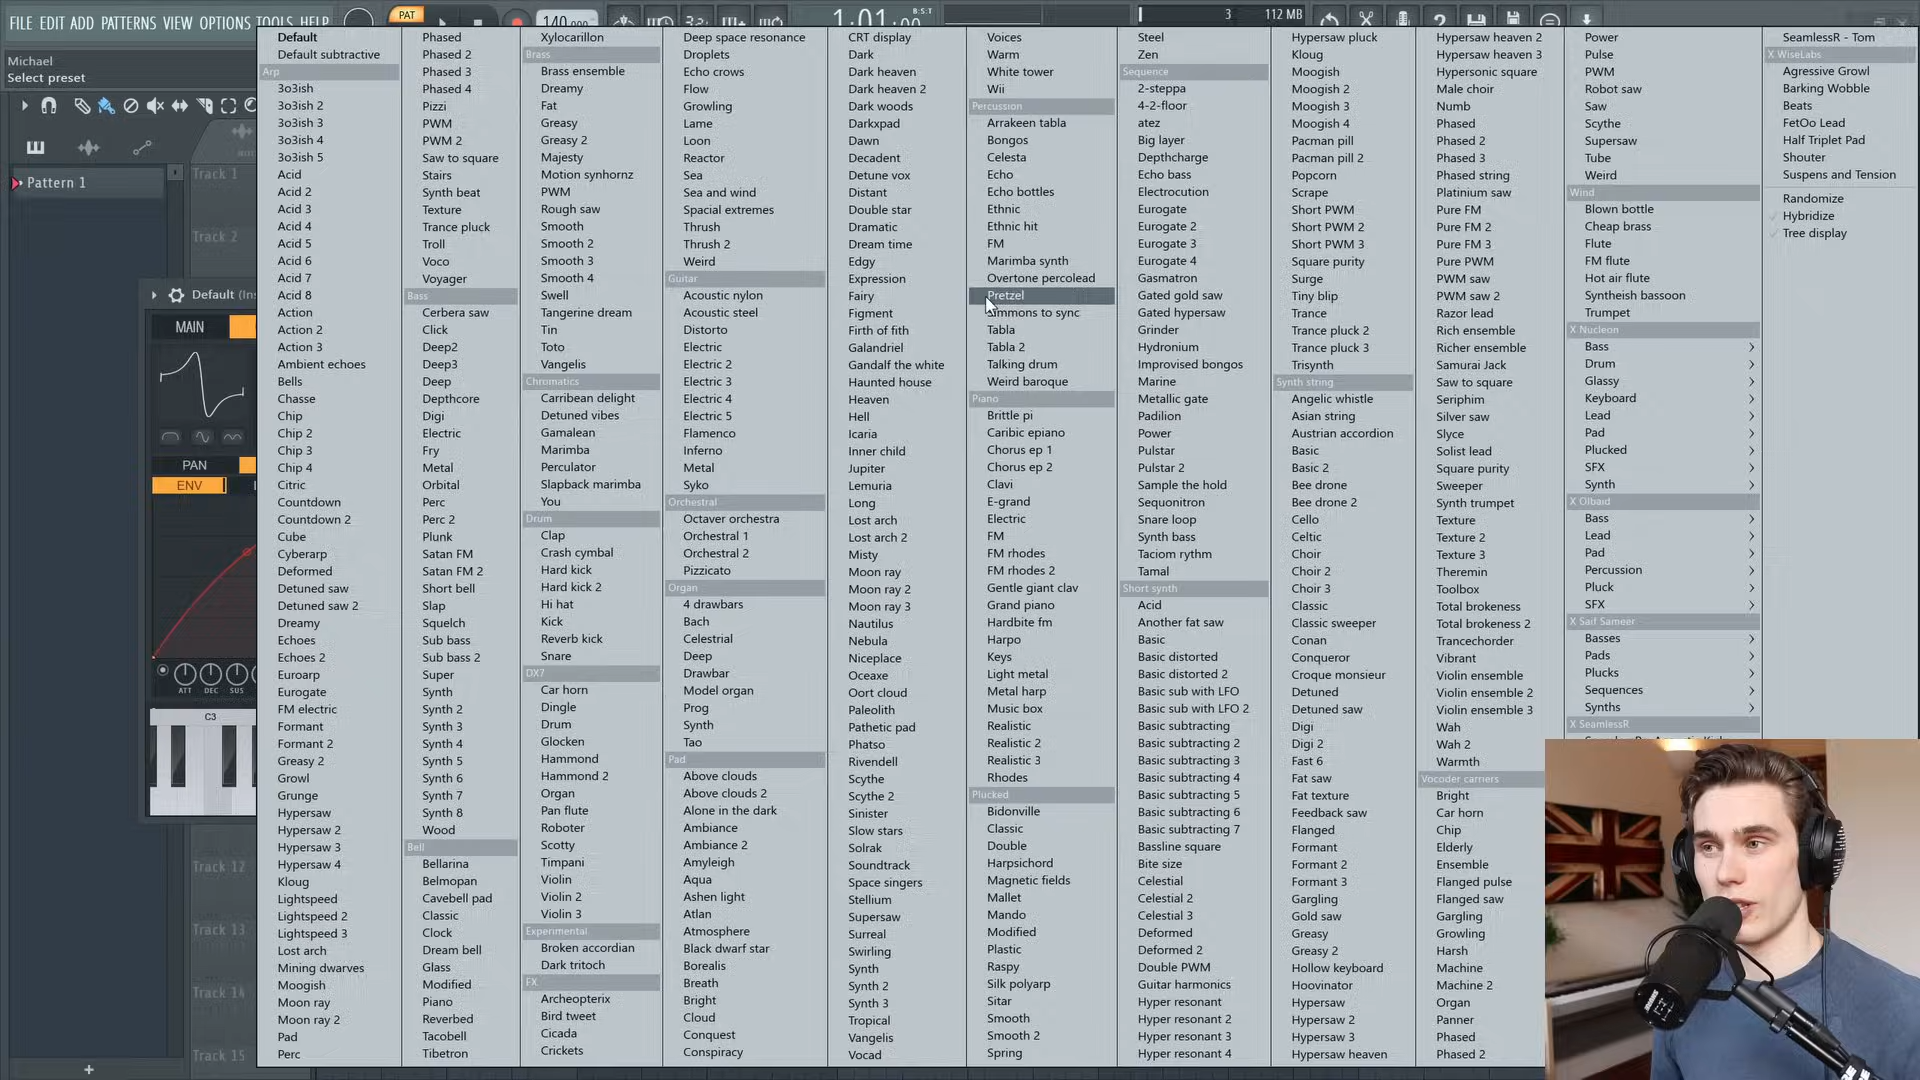 FILE EDIT ADD PATTERNS VIEW OPTIONS TOOLS HELP
PAT
140.000
1:01:00
B:S:T
3
112 MB
Michael
Select preset
Pattern 1
Track 1
Track 2
Track 12
Track 13
Track 14
Track 15
Default (Ins
MAIN
PAN
ENV
ATT
DEC
SUS
C3
Default
Default subtractive
Arp
3o3ish
3o3ish 2
3o3ish 3
3o3ish 4
3o3ish 5
Acid
Acid 2
Acid 3
Acid 4
Acid 5
Acid 6
Acid 7
Acid 8
Action
Action 2
Action 3
Ambient echoes
Bells
Chasse
Chip
Chip 2
Chip 3
Chip 4
Citric
Countdown
Countdown 2
Cube
Cyberarp
Deformed
Detuned saw
Detuned saw 2
Dreamy
Echoes
Echoes 2
Euroarp
Eurogate
FM electric
Formant
Formant 2
Greasy 2
Growl
Grunge
Hypersaw
Hypersaw 2
Hypersaw 3
Hypersaw 4
Kloug
Lightspeed
Lightspeed 2
Lightspeed 3
Lost arch
Mining dwarves
Moogish
Moon ray
Moon ray 2
Pad
Perc
Phased
Phased 2
Phased 3
Phased 4
Pizzi
PWM
PWM 2
Saw to square
Stairs
Synth beat
Texture
Trance pluck
Troll
Voco
Voyager
Bass
Cerbera saw
Click
Deep2
Deep3
Deep
Depthcore
Digi
Electric
Fry
Metal
Orbital
Perc
Perc 2
Plunk
Satan FM
Satan FM 2
Short bell
Slap
Squelch
Sub bass
Sub bass 2
Super
Synth
Synth 2
Synth 3
Synth 4
Synth 5
Synth 6
Synth 7
Synth 8
Wood
Bell
Bellarina
Belmopan
Cavebell pad
Classic
Clock
Dream bell
Glass
Modified
Piano
Reverbed
Tacobell
Tibetron
Xylocarillon
Brass
Brass ensemble
Dreamy
Fat
Greasy
Greasy 2
Majesty
Motion synhornz
PWM
Rough saw
Smooth
Smooth 2
Smooth 3
Smooth 4
Swell
Tangerine dream
Tin
Toto
Vangelis
Chromatics
Carribean delight
Detuned vibes
Gamalean
Marimba
Perculator
Slapback marimba
You
Drum
Clap
Crash cymbal
Hard kick
Hard kick 2
Hi hat
Kick
Reverb kick
Snare
DX7
Car horn
Dingle
Drum
Glocken
Hammond
Hammond 2
Organ
Pan flute
Roboter
Scotty
Timpani
Violin
Violin 2
Violin 3
Experimental
Broken accordian
Dark tritoch
FX
Archeopterix
Bird tweet
Cicada
Crickets
Deep space resonance
Droplets
Echo crows
Flow
Growling
Lame
Loon
Reactor
Sea
Sea and wind
Spacial extremes
Thrush
Thrush 2
Weird
Guitar
Acoustic nylon
Acoustic steel
Distorto
Electric
Electric 2
Electric 3
Electric 4
Electric 5
Flamenco
Inferno
Metal
Syko
Orchestral
Octaver orchestra
Orchestral 1
Orchestral 2
Pizzicato
Organ
4 drawbars
Bach
Celestrial
Deep
Drawbar
Model organ
Prog
Synth
Tao
Pad
Above clouds
Above clouds 2
Alone in the dark
Ambiance
Ambiance 2
Amyleigh
Aqua
Ashen light
Atlan
Atmosphere
Black dwarf star
Borealis
Breath
Bright
Cloud
Conquest
Conspiracy
CRT display
Dark
Dark heaven
Dark heaven 2
Dark woods
Darkxpad
Dawn
Decadent
Detune vox
Distant
Double star
Dramatic
Dream time
Edgy
Expression
Fairy
Figment
Firth of fith
Galandriel
Gandalf the white
Haunted house
Heaven
Hell
Icaria
Inner child
Jupiter
Lemuria
Long
Lost arch
Lost arch 2
Misty
Moon ray
Moon ray 2
Moon ray 3
Nautilus
Nebula
Niceplace
Oceaxe
Oort cloud
Paleolith
Pathetic pad
Phatso
Rivendell
Scythe
Scythe 2
Sinister
Slow stars
Solrak
Soundtrack
Space singers
Stellium
Supersaw
Surreal
Swirling
Synth
Synth 2
Synth 3
Tropical
Vangelis
Vocad
Voices
Warm
White tower
Wii
Percussion
Arrakeen tabla
Bongos
Celesta
Echo
Echo bottles
Ethnic
Ethnic hit
FM
Marimba synth
Overtone percolead
Pretzel
Simmons to sync
Tabla
Tabla 2
Talking drum
Weird baroque
Piano
Brittle pi
Caribic epiano
Chorus ep 1
Chorus ep 2
Clavi
E-grand
Electric
FM
FM rhodes
FM rhodes 2
Gentle giant clav
Grand piano
Hardbite fm
Harpo
Keys
Light metal
Metal harp
Music box
Realistic
Realistic 2
Realistic 3
Rhodes
Plucked
Bidonville
Classic
Double
Harpsichord
Magnetic fields
Mallet
Mando
Modified
Plastic
Raspy
Silk polyarp
Sitar
Smooth
Smooth 2
Spring
Steel
Zen
Sequence
2-steppa
4-2-floor
atez
Big layer
Depthcharge
Echo bass
Electrocution
Eurogate
Eurogate 2
Eurogate 3
Eurogate 4
Gasmatron
Gated gold saw
Gated hypersaw
Grinder
Hydronium
Improvised bongos
Marine
Metallic gate
Padilion
Power
Pulstar
Pulstar 2
Sample the hold
Sequonitron
Snare loop
Synth bass
Taciom rythm
Tamal
Short synth
Acid
Another fat saw
Basic
Basic distorted
Basic distorted 2
Basic sub with LFO
Basic sub with LFO 2
Basic subtracting
Basic subtracting 2
Basic subtracting 3
Basic subtracting 4
Basic subtracting 5
Basic subtracting 6
Basic subtracting 7
Bassline square
Bite size
Celestial
Celestial 2
Celestial 3
Deformed
Deformed 2
Double PWM
Guitar harmonics
Hyper resonant
Hyper resonant 2
Hyper resonant 3
Hyper resonant 4
Hypersaw pluck
Kloug
Moogish
Moogish 2
Moogish 3
Moogish 4
Pacman pill
Pacman pill 2
Popcorn
Scrape
Short PWM
Short PWM 2
Short PWM 3
Square purity
Surge
Tiny blip
Trance
Trance pluck 2
Trance pluck 3
Trisynth
Synth string
Angelic whistle
Asian string
Austrian accordion
Basic
Basic 2
Bee drone
Bee drone 2
Cello
Celtic
Choir
Choir 2
Choir 3
Classic
Classic sweeper
Conan
Conqueror
Croque monsieur
Detuned
Detuned saw
Digi
Digi 2
Fast 6
Fat saw
Fat texture
Feedback saw
Flanged
Formant
Formant 2
Formant 3
Gargling
Gold saw
Greasy
Greasy 2
Hollow keyboard
Hoovinator
Hypersaw
Hypersaw 2
Hypersaw 3
Hypersaw heaven
Hypersaw heaven 2
Hypersaw heaven 3
Hypersonic square
Male choir
Numb
Phased
Phased 2
Phased 3
Phased string
Platinium saw
Pure FM
Pure FM 2
Pure FM 3
Pure PWM
PWM saw
PWM saw 2
Razor lead
Rich ensemble
Richer ensemble
Samurai Jack
Saw to square
Seriphim
Silver saw
Slyce
Solist lead
Square purity
Sweeper
Synth trumpet
Texture
Texture 2
Texture 3
Theremin
Toolbox
Total brokeness
Total brokeness 2
Trancechorder
Vibrant
Violin ensemble
Violin ensemble 2
Violin ensemble 3
Wah
Wah 2
Warmth
Vocoder carriers
Bright
Car horn
Chip
Elderly
Ensemble
Flanged pulse
Flanged saw
Gargling
Growling
Harsh
Machine
Machine 2
Organ
Panner
Phased
Phased 2
Power
Pulse
PWM
Robot saw
Saw
Scythe
Supersaw
Tube
Weird
Wind
Blown bottle
Cheap brass
Flute
FM flute
Hot air flute
Syntheish bassoon
Trumpet
X Nucleon
Bass
Drum
Glassy
Keyboard
Lead
Pad
Plucked
SFX
Synth
X Olbaid
Bass
Lead
Pad
Percussion
Pluck
SFX
X Saif Sameer
Basses
Pads
Plucks
Sequences
Synths
X SeamlessR
SeamlessR - Tom
X WiseLabs
Agressive Growl
Barking Wobble
Beats
FetOo Lead
Half Triplet Pad
Shouter
Suspens and Tention
Randomize
Hybridize
Tree display